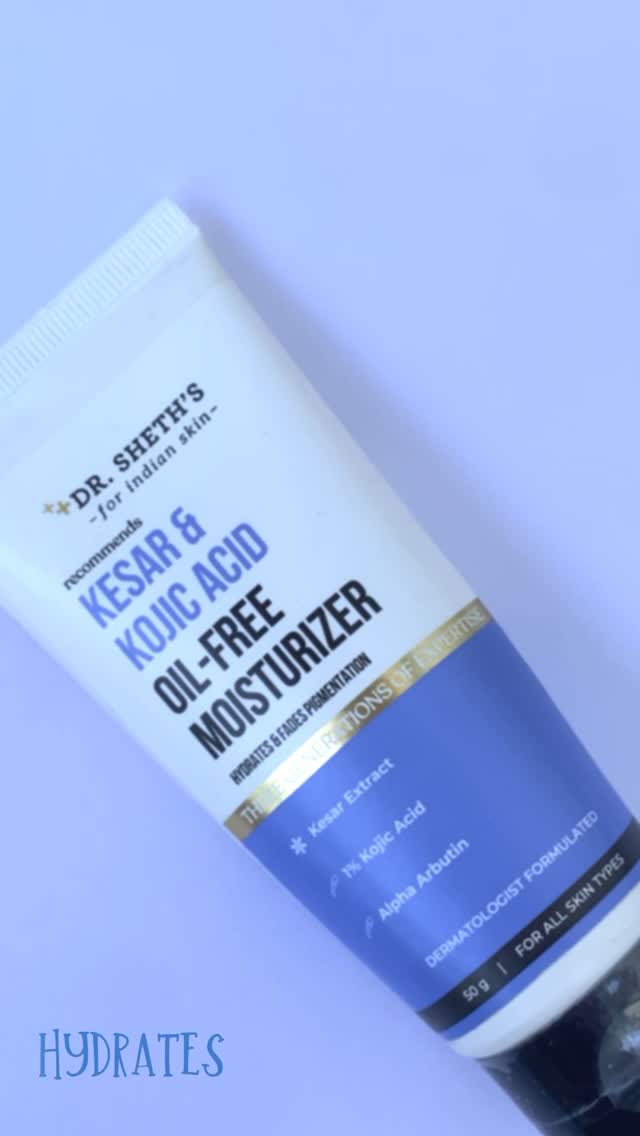 DR. SHETH'S
-for indian skin-
recommends
KESAR &
KOJIC ACID
OIL-FREE
MOISTURIZER
HYDRATES & FADES PIGMENTATION
THREE GENERATIONS OF EXPERTISE
Kesar Extract
1% Kojic Acid
Alpha Arbutin
DERMATOLOGIST FORMULATED
50 g | FOR ALL SKIN TYPES
HYDRATES